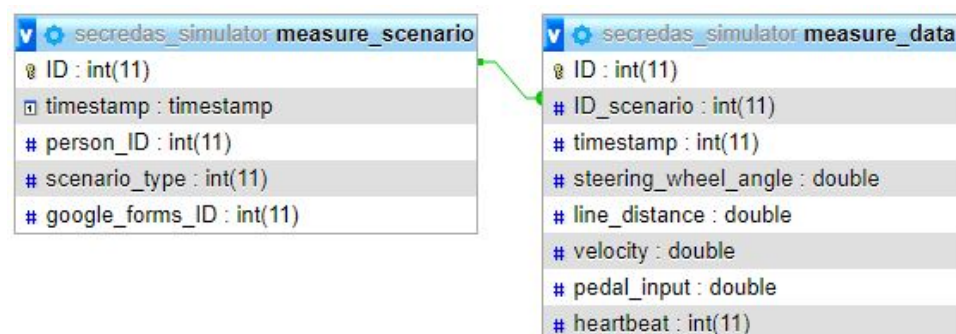 secredas_simulator measure_scenario
ID : int(11)
timestamp : timestamp
person_ID : int(11)
scenario_type : int(11)
google_forms_ID : int(11)
secredas_simulator measure_data
ID : int(11)
ID_scenario : int(11)
timestamp : int(11)
steering_wheel_angle : double
line_distance : double
velocity : double
pedal_input : double
heartbeat : int(11)